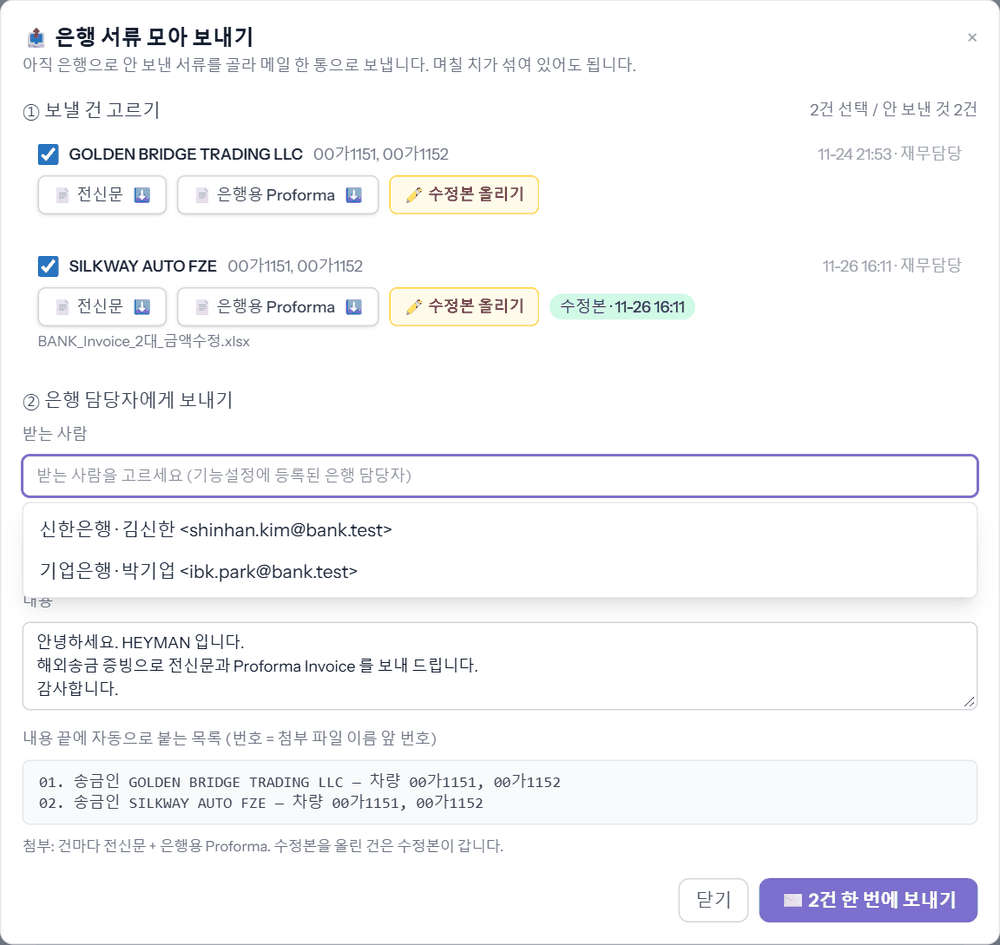 은행 서류 모아 보내기
×
아직 은행으로 안 보낸 서류를 골라 메일 한 통으로 보냅니다. 며칠 치가 섞여 있어도 됩니다.
① 보낼 건 고르기
2건 선택 / 안 보낸 것 2건
GOLDEN BRIDGE TRADING LLC 00가1151, 00가1152
11-24 21:53 · 재무담당
전신문
은행용 Proforma
수정본 올리기
SILKWAY AUTO FZE 00가1151, 00가1152
11-26 16:11 · 재무담당
전신문
은행용 Proforma
수정본 올리기
수정본 · 11-26 16:11
BANK_Invoice_2대_금액수정.xlsx
② 은행 담당자에게 보내기
받는 사람
받는 사람을 고르세요 (기능설정에 등록된 은행 담당자)
신한은행 · 김신한 <shinhan.kim@bank.test>
기업은행 · 박기업 <ibk.park@bank.test>
내용
안녕하세요. HEYMAN 입니다.
해외송금 증빙으로 전신문과 Proforma Invoice 를 보내 드립니다.
감사합니다.
내용 끝에 자동으로 붙는 목록 (번호 = 첨부 파일 이름 앞 번호)
01. 송금인 GOLDEN BRIDGE TRADING LLC — 차량 00가1151, 00가1152
02. 송금인 SILKWAY AUTO FZE — 차량 00가1151, 00가1152
첨부: 건마다 전신문 + 은행용 Proforma. 수정본을 올린 건은 수정본이 갑니다.
닫기
2건 한 번에 보내기